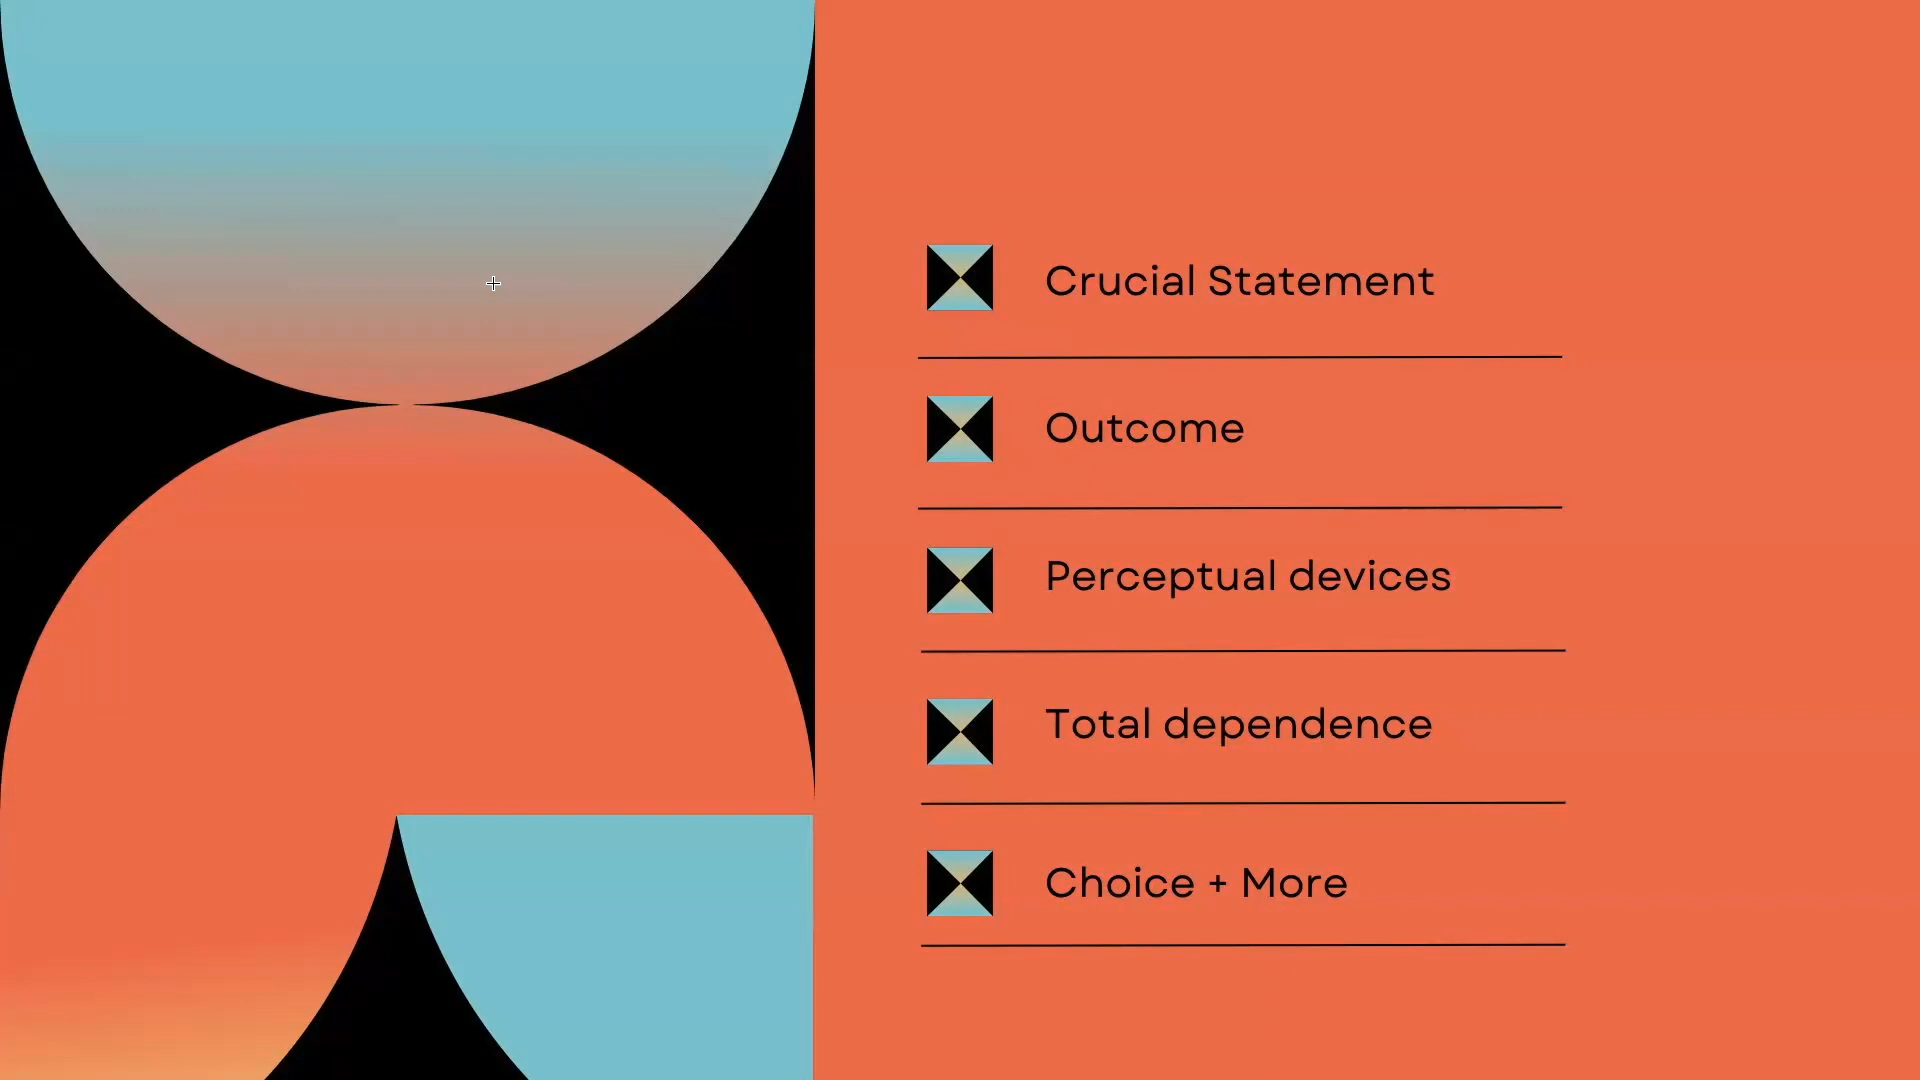 Crucial Statement
Outcome
Perceptual devices
Total dependence
Choice + More